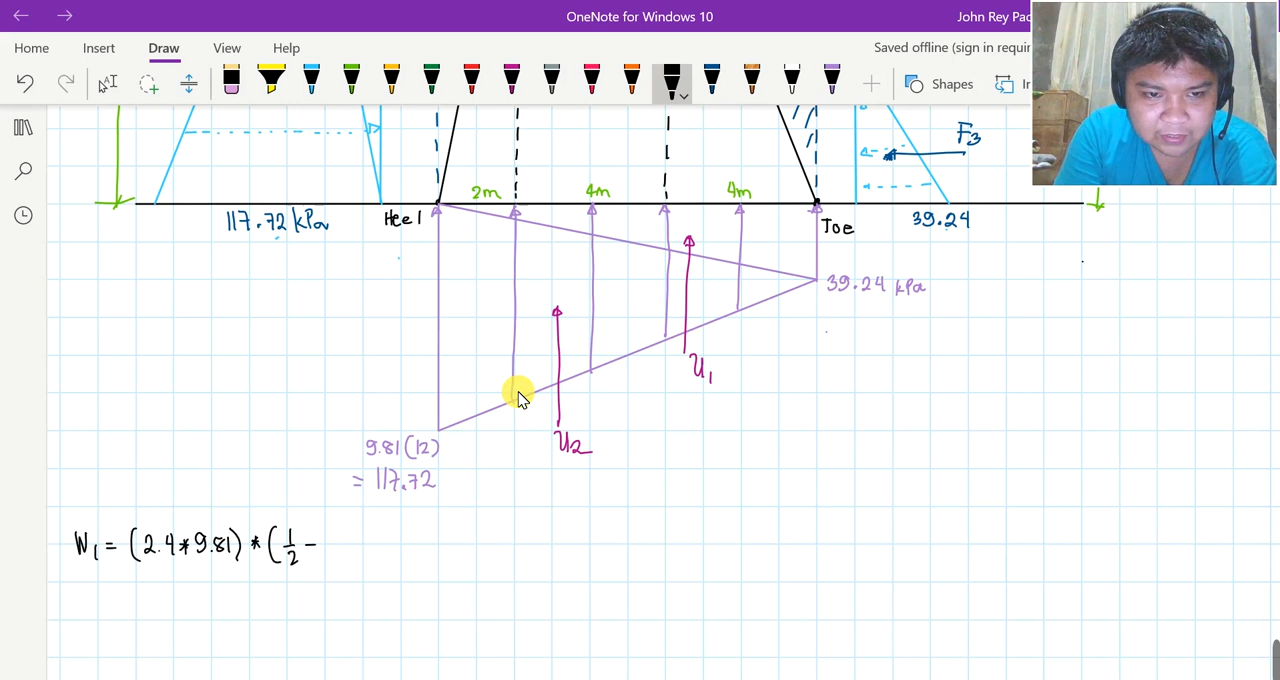 OneNote for Windows 10
John Rey Pac
Home Insert Draw View Help
Saved offline (sign in requir
Shapes
In
F3
2m 4m 4m
117.72 kPa
Heel
Toe
39.24
39.24 kPa
U1
U2
9.81(12)
= 117.72
W1 = (2.4*9.81) * (1/2 -